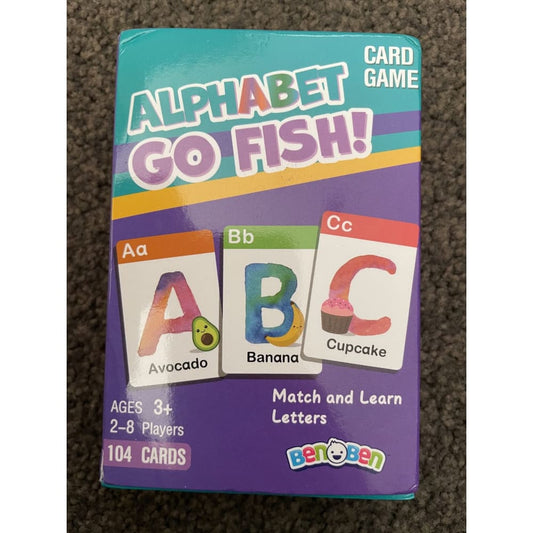 CARD
GAME
ALPHABET
GO FISH!
Aa
A
Avocado
Bb
B
Banana
Cc
C
Cupcake
AGES 3+
2-8 Players
104 CARDS
Match and Learn
Letters
BenOBen